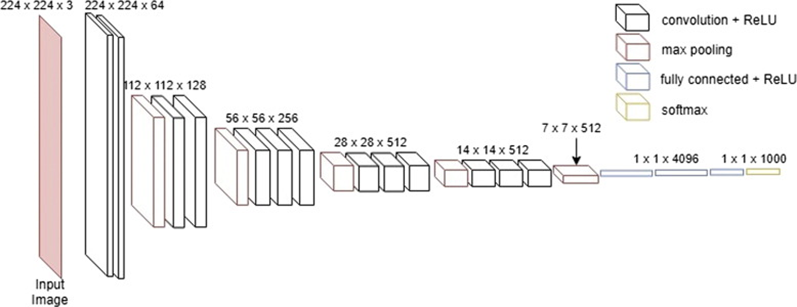 224 x 224 x 3
224 x 224 x 64
112 x 112 x 128
56 x 56 x 256
28 x 28 x 512
14 x 14 x 512
7 x 7 x 512
1 x 1 x 4096
1 x 1 x 1000
convolution + ReLU
max pooling
fully connected + ReLU
softmax
Input
Image